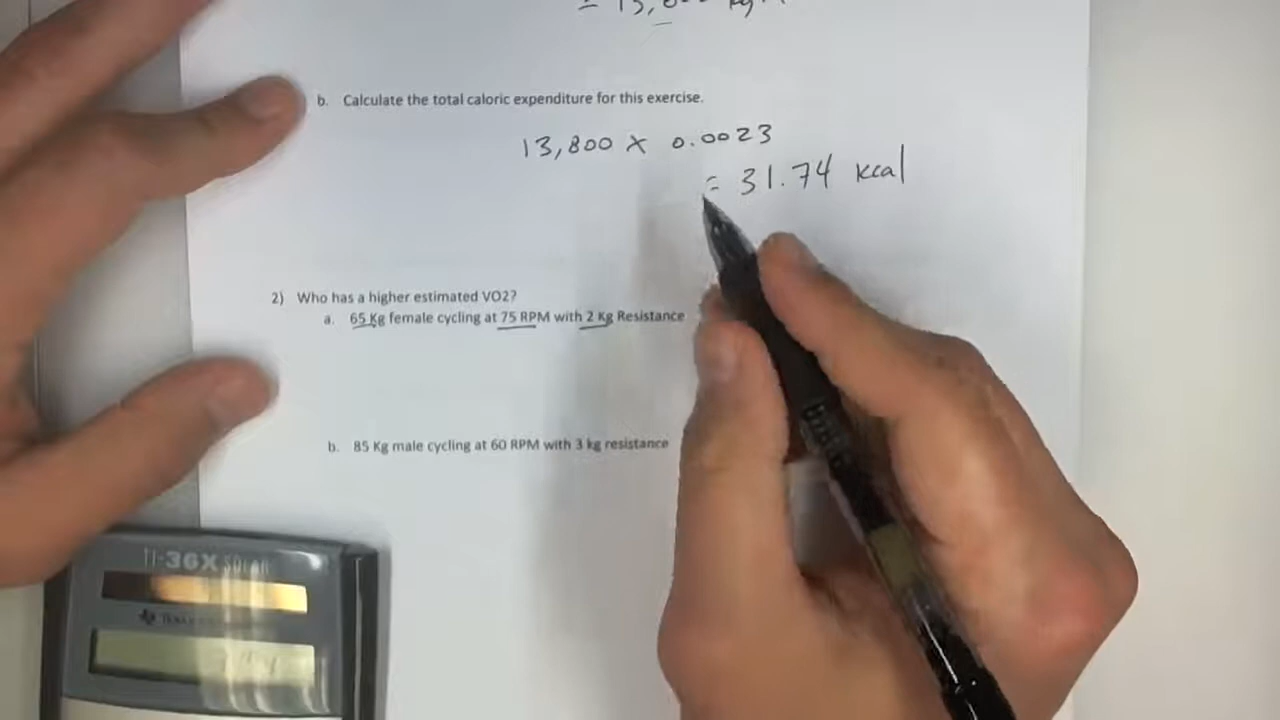 b. Calculate the total caloric expenditure for this exercise.
13,800 x 0.0023
= 31.74 kcal
2) Who has a higher estimated VO2?
a. 65 Kg female cycling at 75 RPM with 2 Kg Resistance
b. 85 Kg male cycling at 60 RPM with 3 kg resistance
TI-36X SOLAR